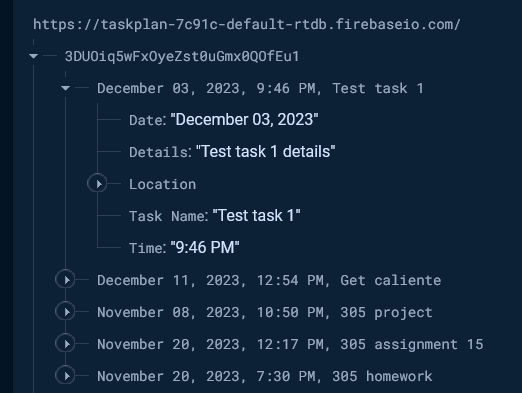 https://taskplan-7c91c-default-rtdb.firebaseio.com/
3DUOiq5wFxOyeZst0uGmx0QOfEu1
December 03, 2023, 9:46 PM, Test task 1
Date: "December 03, 2023"
Details: "Test task 1 details"
Location
Task Name: "Test task 1"
Time: "9:46 PM"
December 11, 2023, 12:54 PM, Get caliente
November 08, 2023, 10:50 PM, 305 project
November 20, 2023, 12:17 PM, 305 assignment 15
November 20, 2023, 7:30 PM, 305 homework